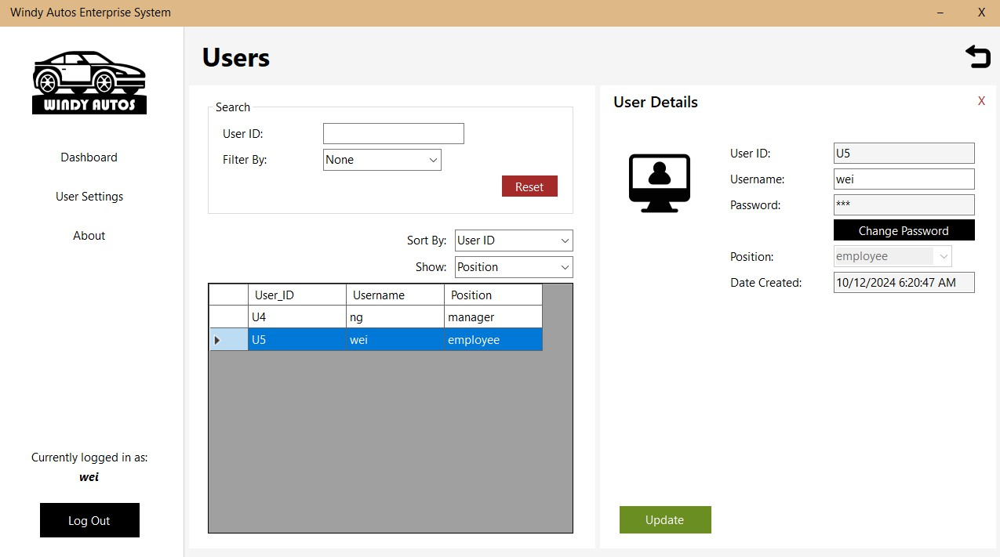 Windy Autos Enterprise System
– X
WINDY AUTOS
Dashboard
User Settings
About
Currently logged in as:
wei
Log Out
Users
Search
User ID:
Filter By: None
Reset
Sort By: User ID
Show: Position
User_ID Username Position
U4 ng manager
U5 wei employee
User Details X
User ID: U5
Username: wei
Password: ***
Change Password
Position: employee
Date Created: 10/12/2024 6:20:47 AM
Update